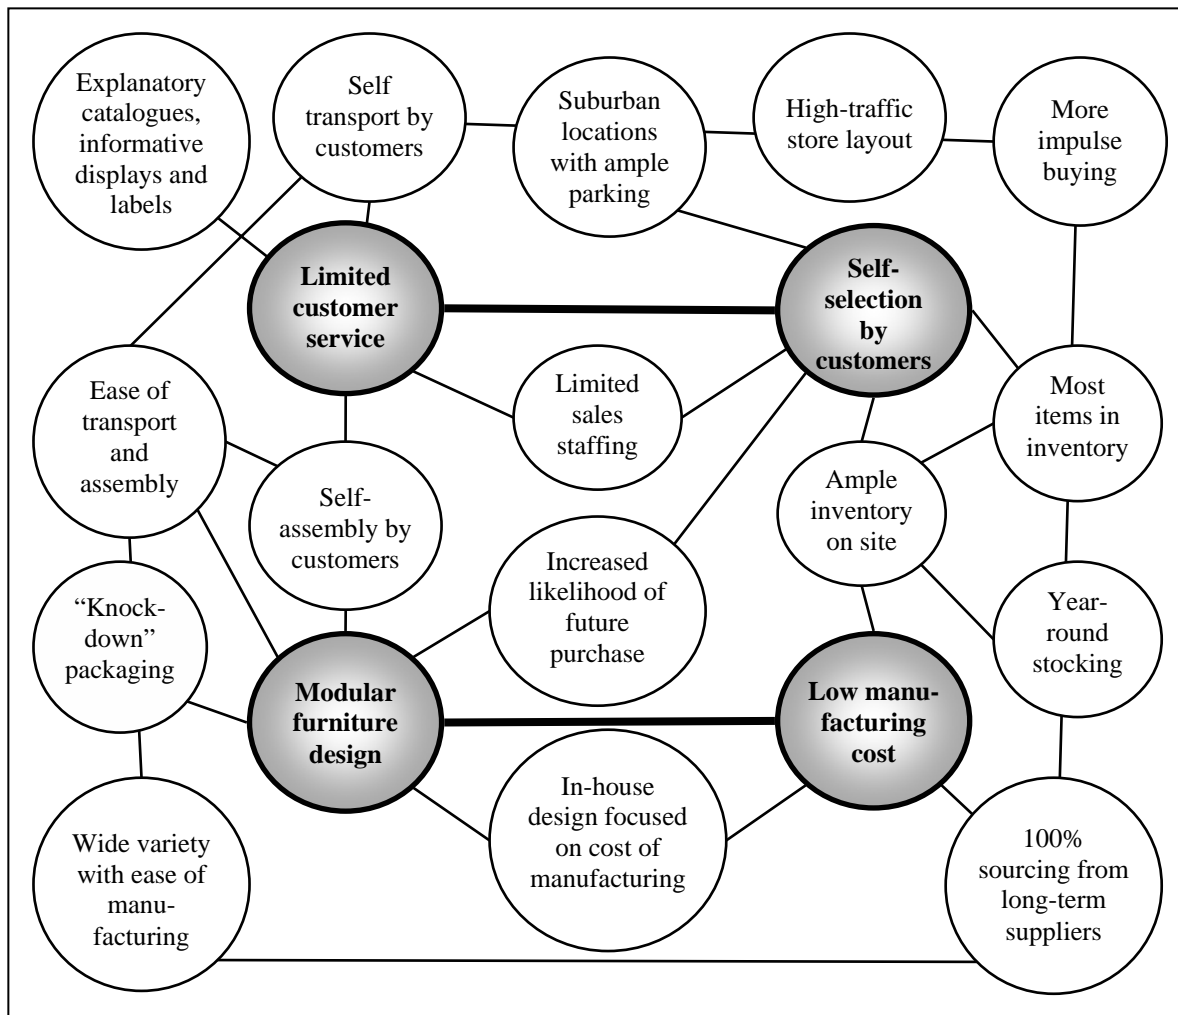 Explanatory
catalogues,
informative
displays and
labels
Self
transport by
customers
Suburban
locations
with ample
parking
High-traffic
store layout
More
impulse
buying
Limited
customer
service
Self-
selection
by
customers
Ease of
transport
and
assembly
Limited
sales
staffing
Most
items in
inventory
Self-
assembly by
customers
Ample
inventory
on site
Increased
likelihood of
future
purchase
“Knock-
down”
packaging
Year-
round
stocking
Modular
furniture
design
Low manu-
facturing
cost
Wide variety
with ease of
manu-
facturing
In-house
design focused
on cost of
manufacturing
100%
sourcing from
long-term
suppliers